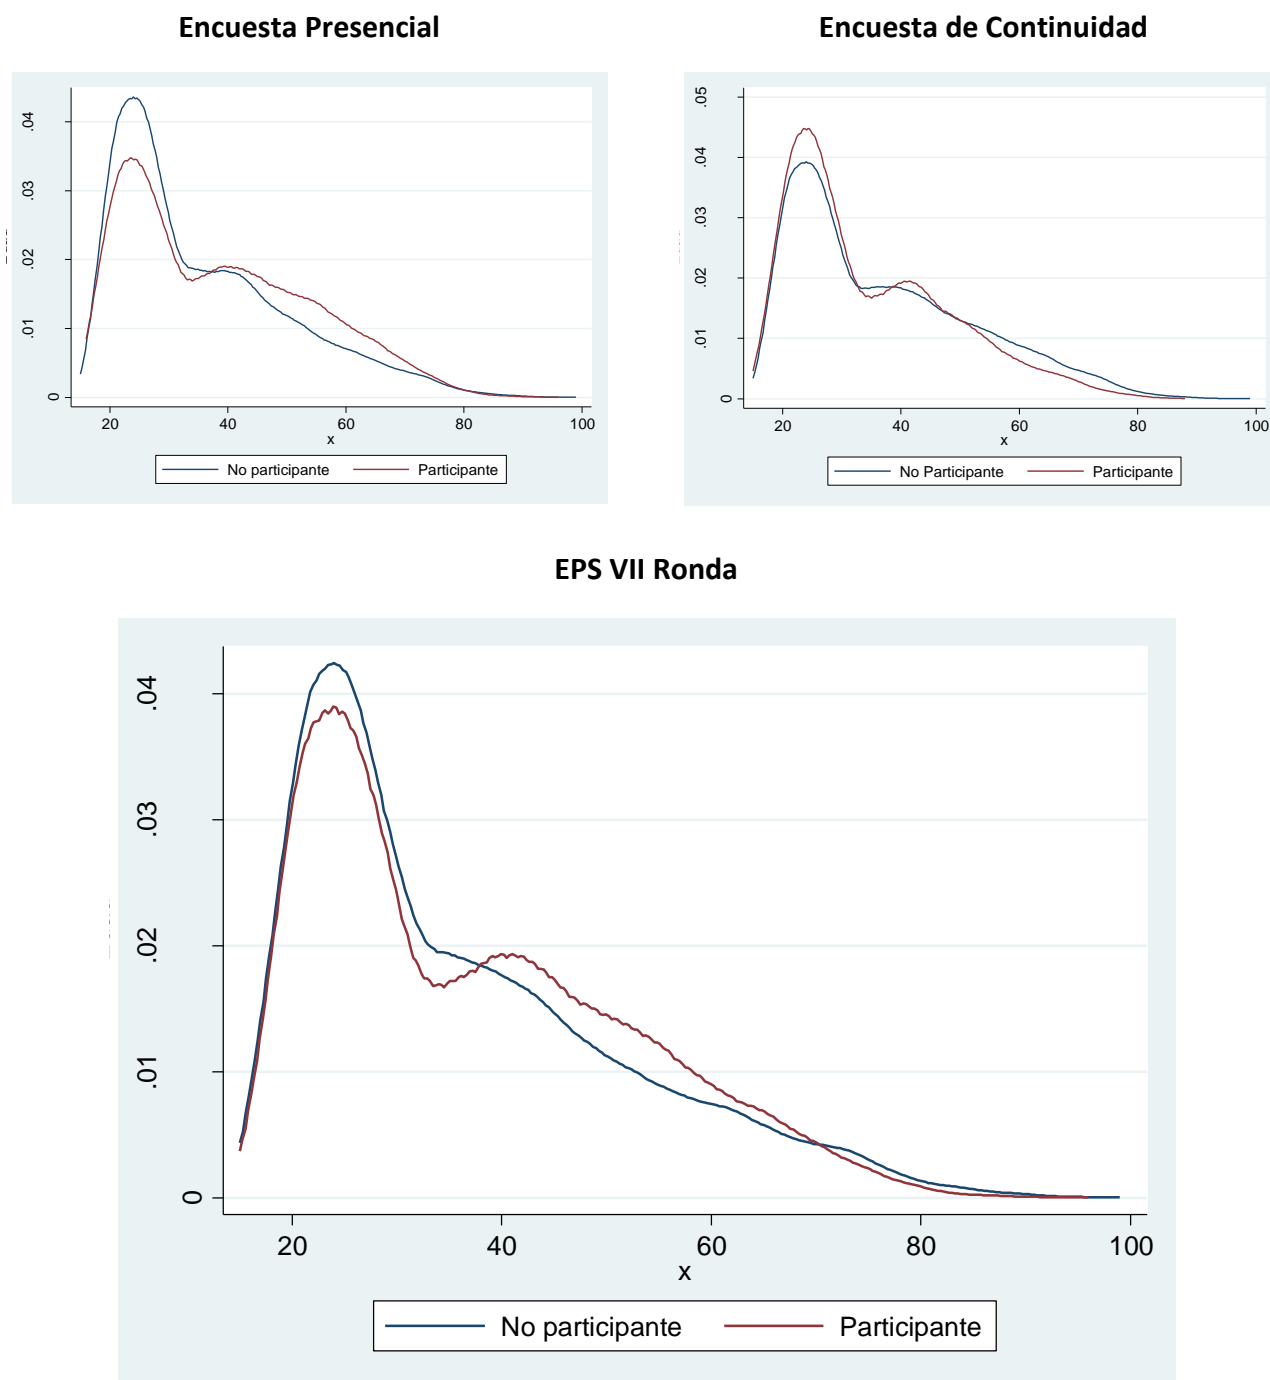 Encuesta Presencial
Encuesta de Continuidad
.04
.03
.02
.01
0
20 40 60 80 100
x
No participante Participante
.05
.04
.03
.02
.01
0
20 40 60 80 100
x
No Participante Participante
EPS VII Ronda
.04
.03
.02
.01
0
20 40 60 80 100
x
No participante Participante